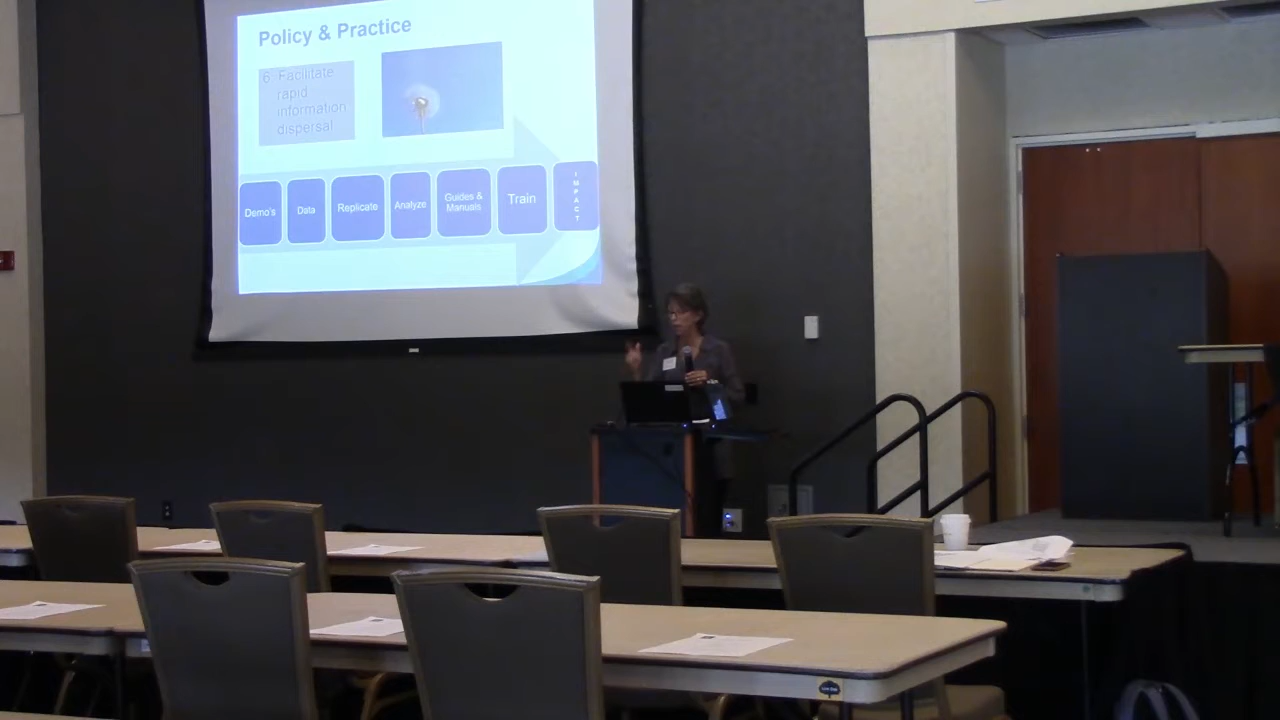 Policy & Practice
6. Facilitate
rapid
information
dispersal
Demo's
Data
Replicate
Analyze
Guides &
Manuals
Train
IMPACT